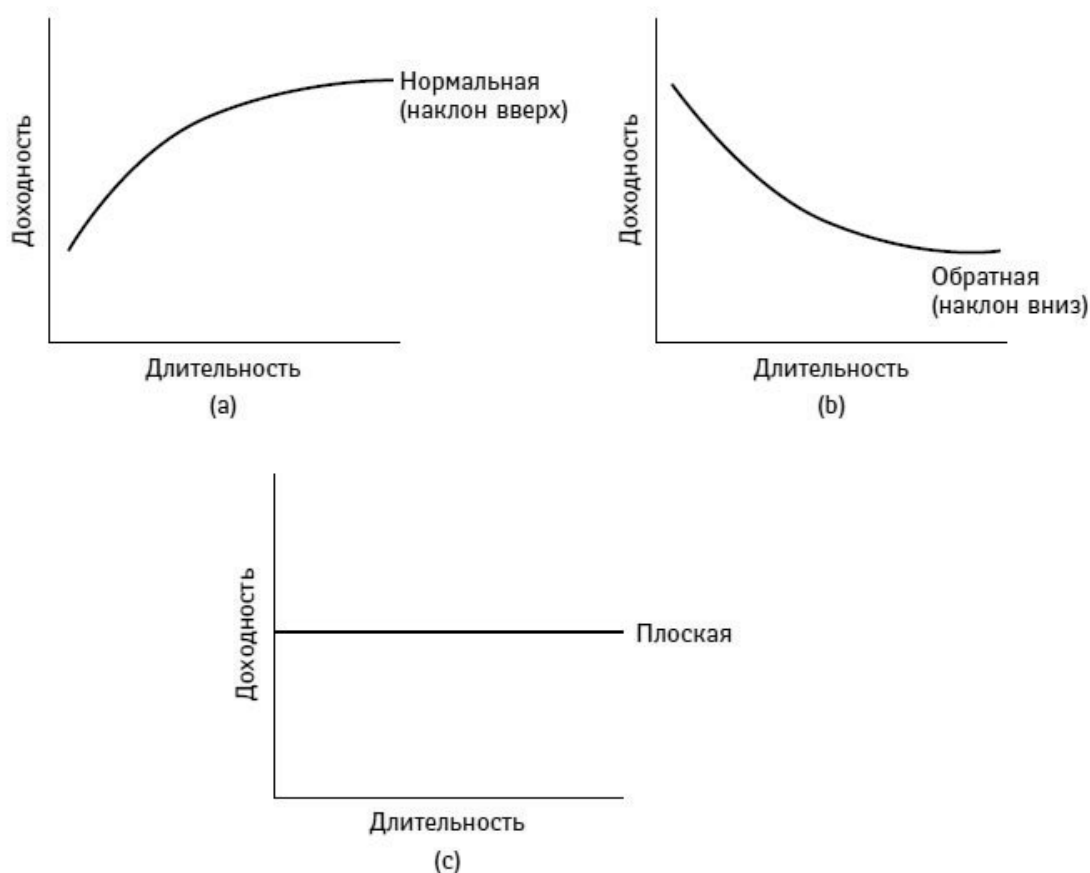 Доходность
Нормальная
(наклон вверх)
Длительность
(a)
Доходность
Обратная
(наклон вниз)
Длительность
(b)
Доходность
Плоская
Длительность
(c)